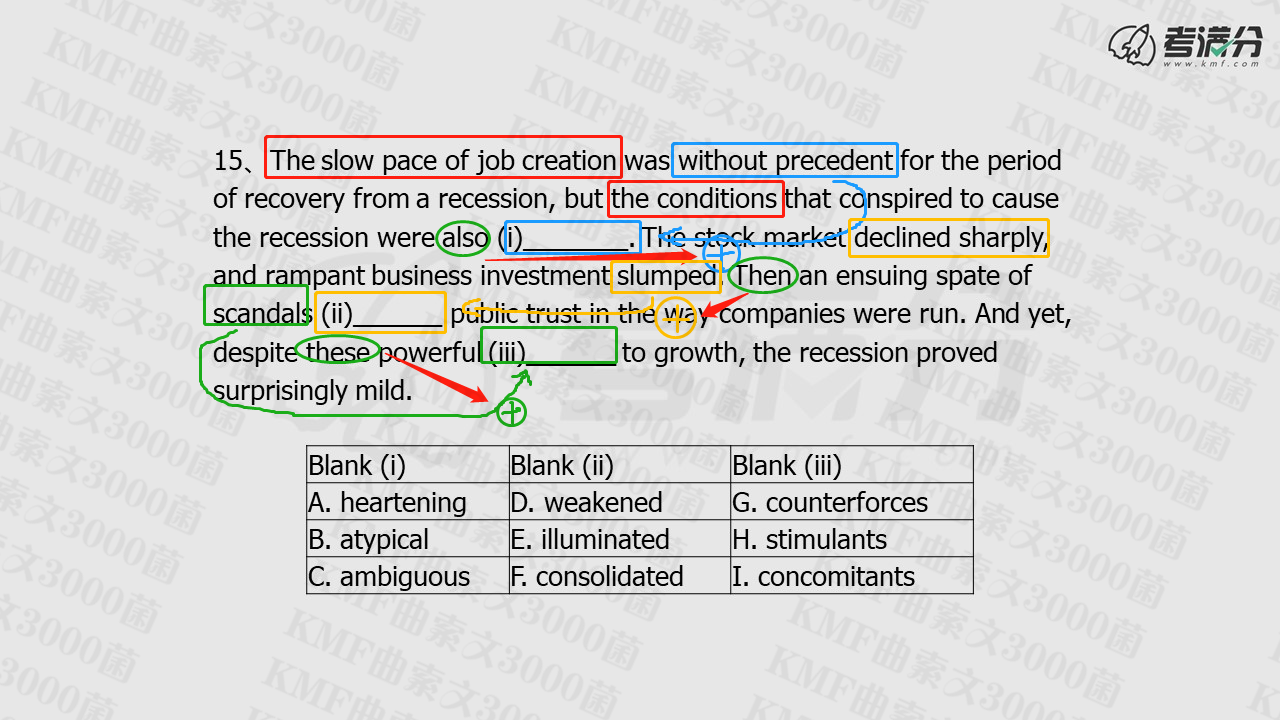 考满分
www.kmf.com
15、The slow pace of job creation was without precedent for the period
of recovery from a recession, but the conditions that conspired to cause
the recession were also (i)________. The stock market declined sharply,
and rampant business investment slumped. Then an ensuing spate of
scandals (ii)_______ public trust in the way companies were run. And yet,
despite these powerful (iii)_______ to growth, the recession proved
surprisingly mild.
Blank (i) Blank (ii) Blank (iii)
A. heartening D. weakened G. counterforces
B. atypical E. illuminated H. stimulants
C. ambiguous F. consolidated I. concomitants
KMF曲索文3000菌